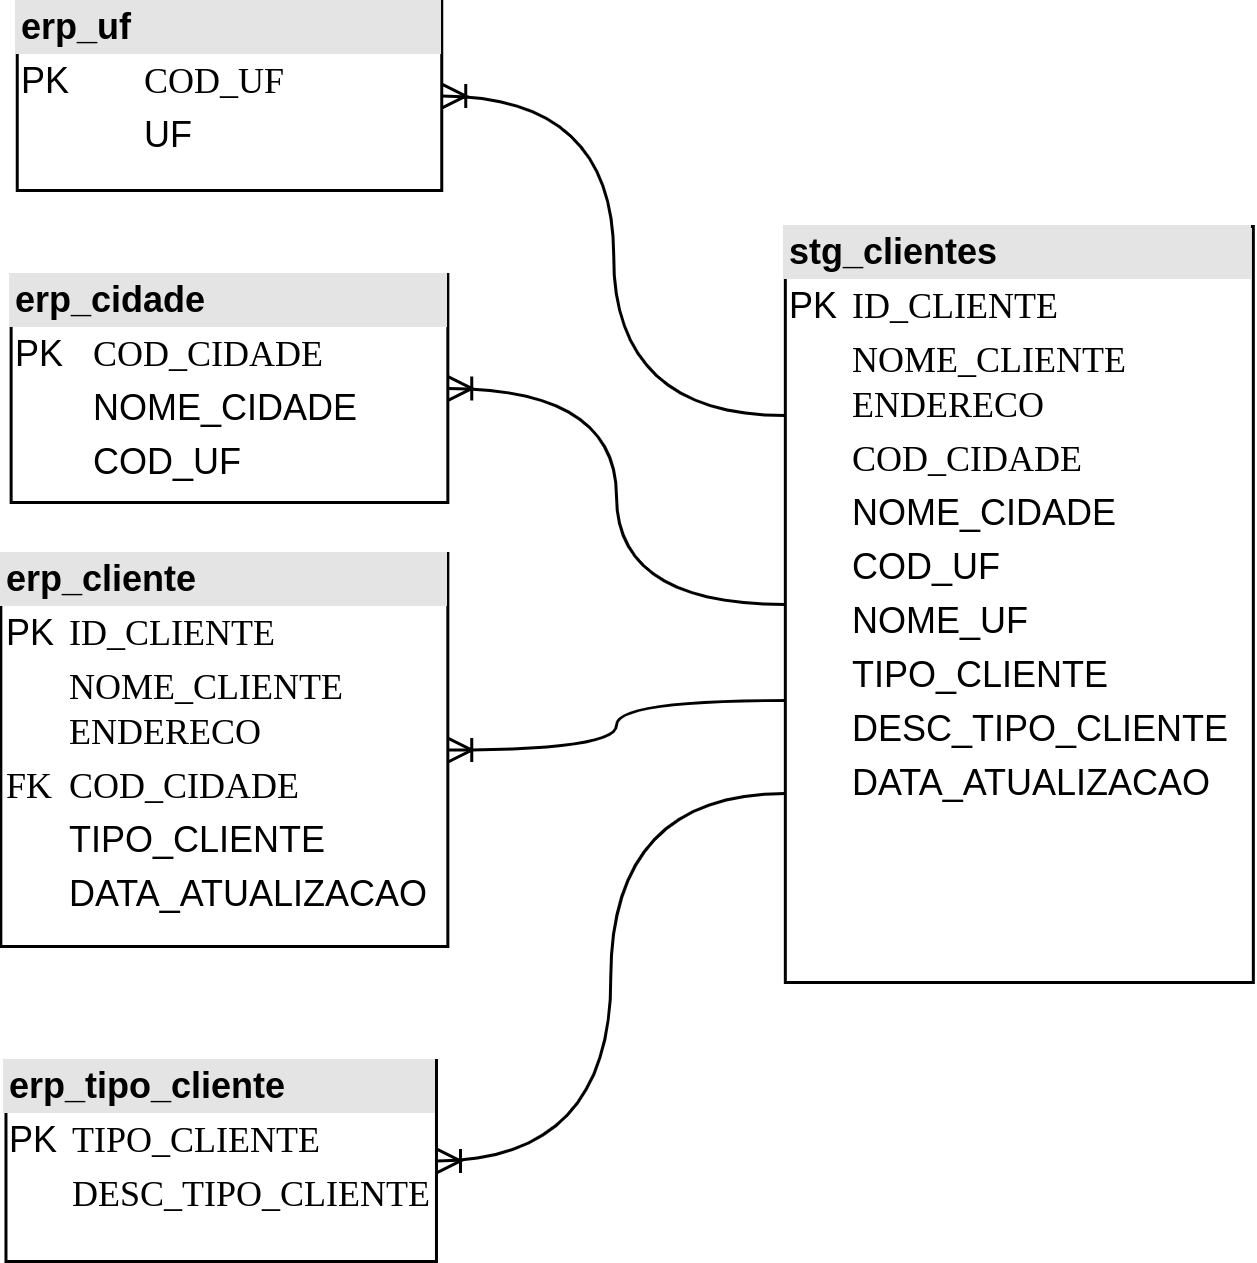 erp_uf
PK COD_UF
UF
erp_cidade
PK COD_CIDADE
NOME_CIDADE
COD_UF
erp_cliente
PK ID_CLIENTE
NOME_CLIENTE
ENDERECO
FK COD_CIDADE
TIPO_CLIENTE
DATA_ATUALIZACAO
erp_tipo_cliente
PK TIPO_CLIENTE
DESC_TIPO_CLIENTE
stg_clientes
PK ID_CLIENTE
NOME_CLIENTE
ENDERECO
COD_CIDADE
NOME_CIDADE
COD_UF
NOME_UF
TIPO_CLIENTE
DESC_TIPO_CLIENTE
DATA_ATUALIZACAO